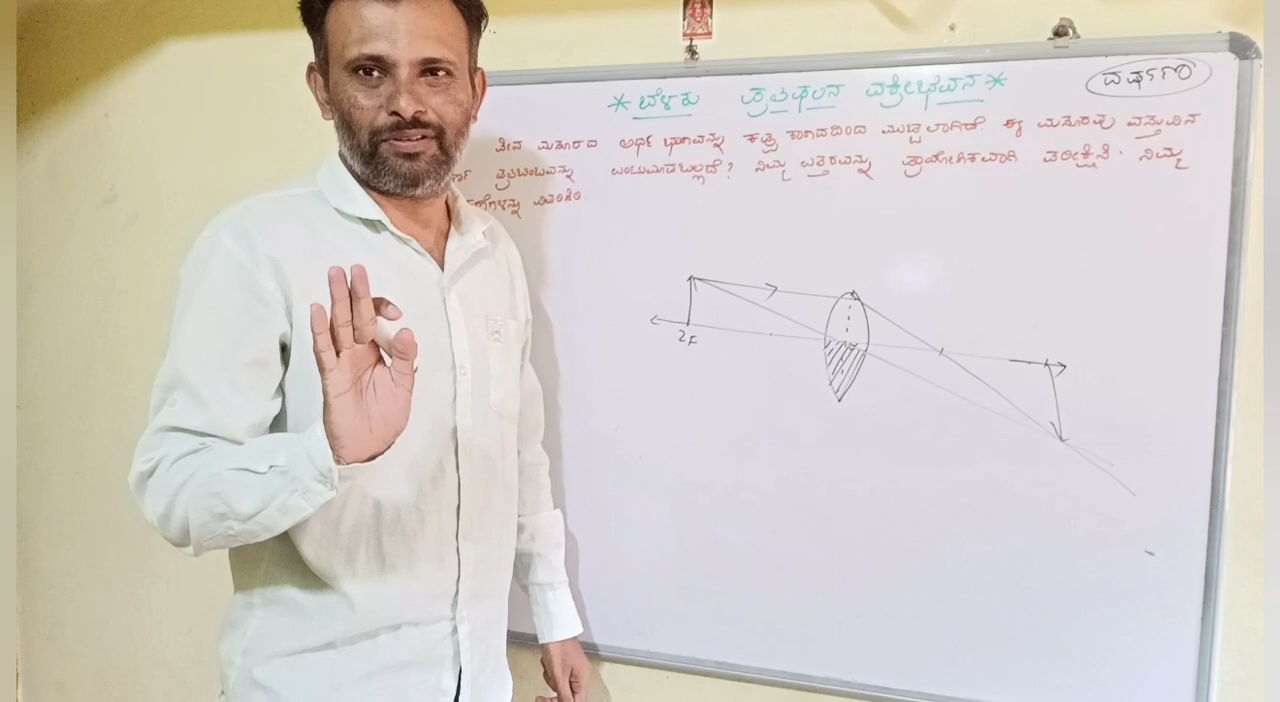 * ಬೆಳಕು ಪ್ರತಿಫಲನ ವಕ್ರೀಭವನ *
ಪೀನ ಮಸೂರದ ಅರ್ಧ ಭಾಗವನ್ನು ಕಪ್ಪು ಕಾಗದದಿಂದ ಮುಚ್ಚಲಾಗಿದೆ. ಈ ಮಸೂರವು ವಸ್ತುವಿನ
ಪ್ರತಿಬಿಂಬವನ್ನು ಉಂಟುಮಾಡಬಲ್ಲದೆ? ನಿಮ್ಮ ಉತ್ತರವನ್ನು ಪ್ರಾಯೋಗಿಕವಾಗಿ ಪರೀಕ್ಷಿಸಿ. ನಿಮ್ಮ
ವಿವರಿಸಿ
2F